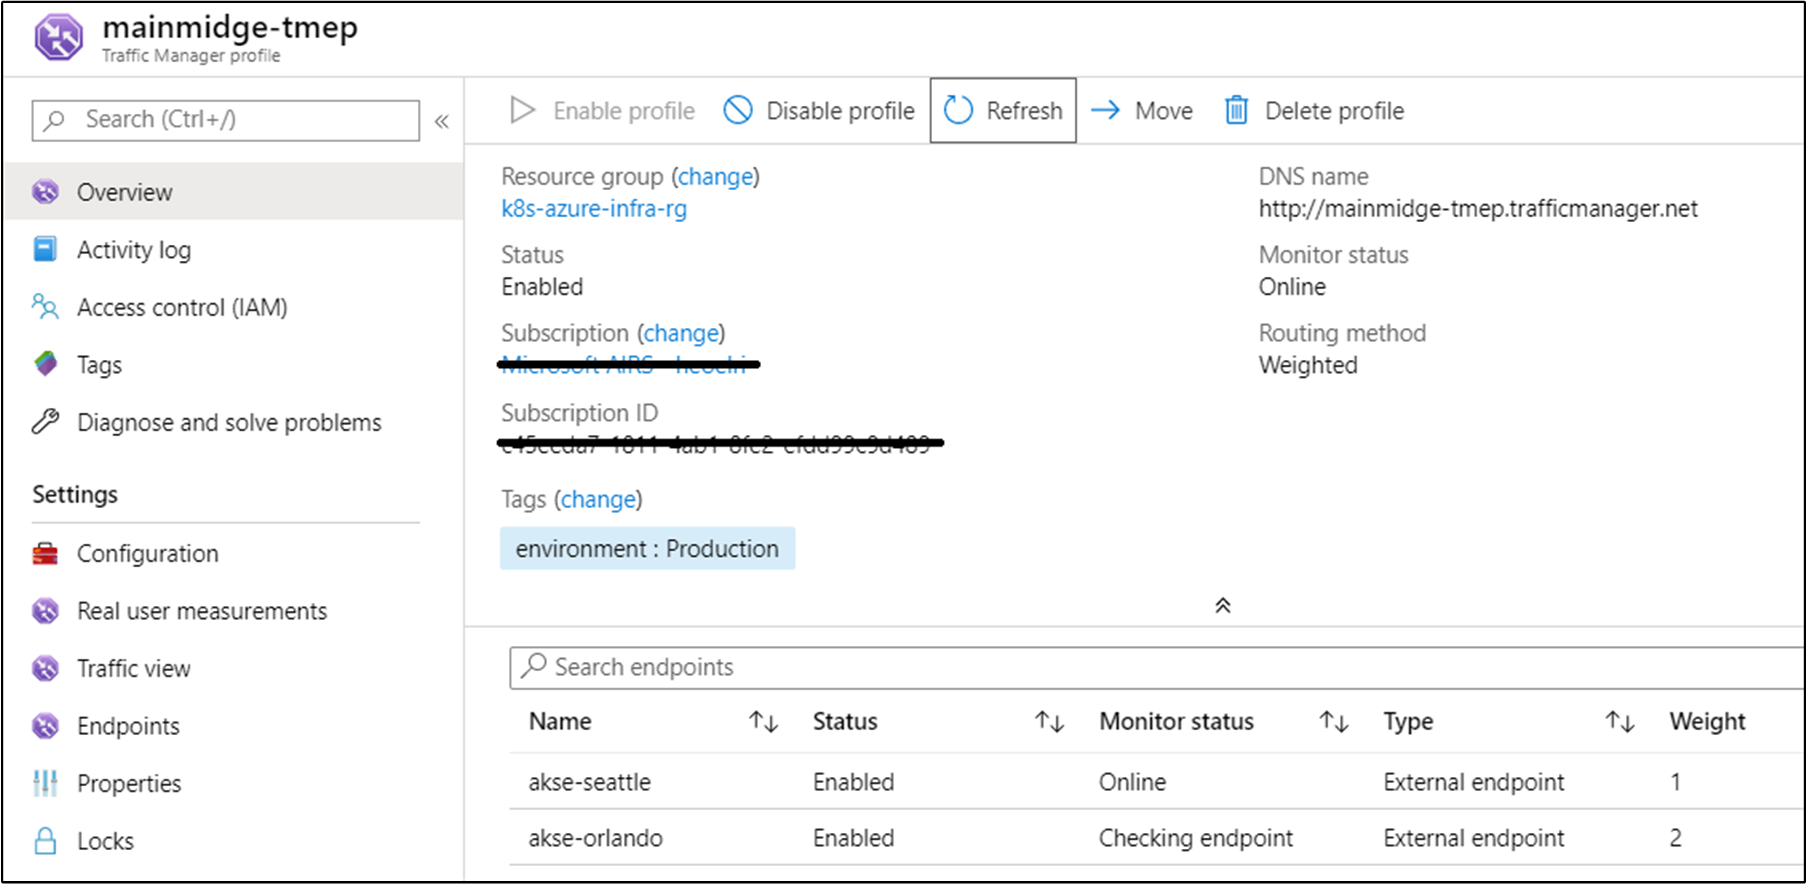 mainmidge-tmep
Traffic Manager profile
Search (Ctrl+/)
«
Overview
Activity log
Access control (IAM)
Tags
Diagnose and solve problems
Settings
Configuration
Real user measurements
Traffic view
Endpoints
Properties
Locks
Enable profile Disable profile Refresh Move Delete profile
Resource group (change)
k8s-azure-infra-rg
Status
Enabled
Subscription (change)
Subscription ID
Tags (change)
environment : Production
DNS name
http://mainmidge-tmep.trafficmanager.net
Monitor status
Online
Routing method
Weighted
Search endpoints
Name Status Monitor status Type Weight
akse-seattle Enabled Online External endpoint 1
akse-orlando Enabled Checking endpoint External endpoint 2